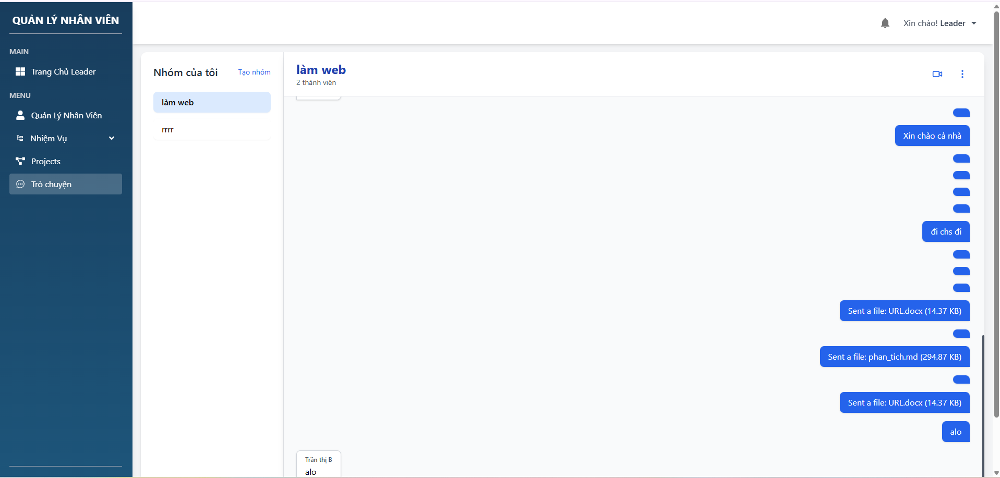 QUẢN LÝ NHÂN VIÊN
MAIN
Trang Chủ Leader
MENU
Quản Lý Nhân Viên
Nhiệm Vụ
Projects
Trò chuyện
Xin chào! Leader
Nhóm của tôi
Tạo nhóm
làm web
rrrr
làm web
2 thành viên
Xin chào cả nhà
đi chs đi
Sent a file: URL.docx (14.37 KB)
Sent a file: phan_tich.md (294.87 KB)
Sent a file: URL.docx (14.37 KB)
alo
Trần thị B
alo